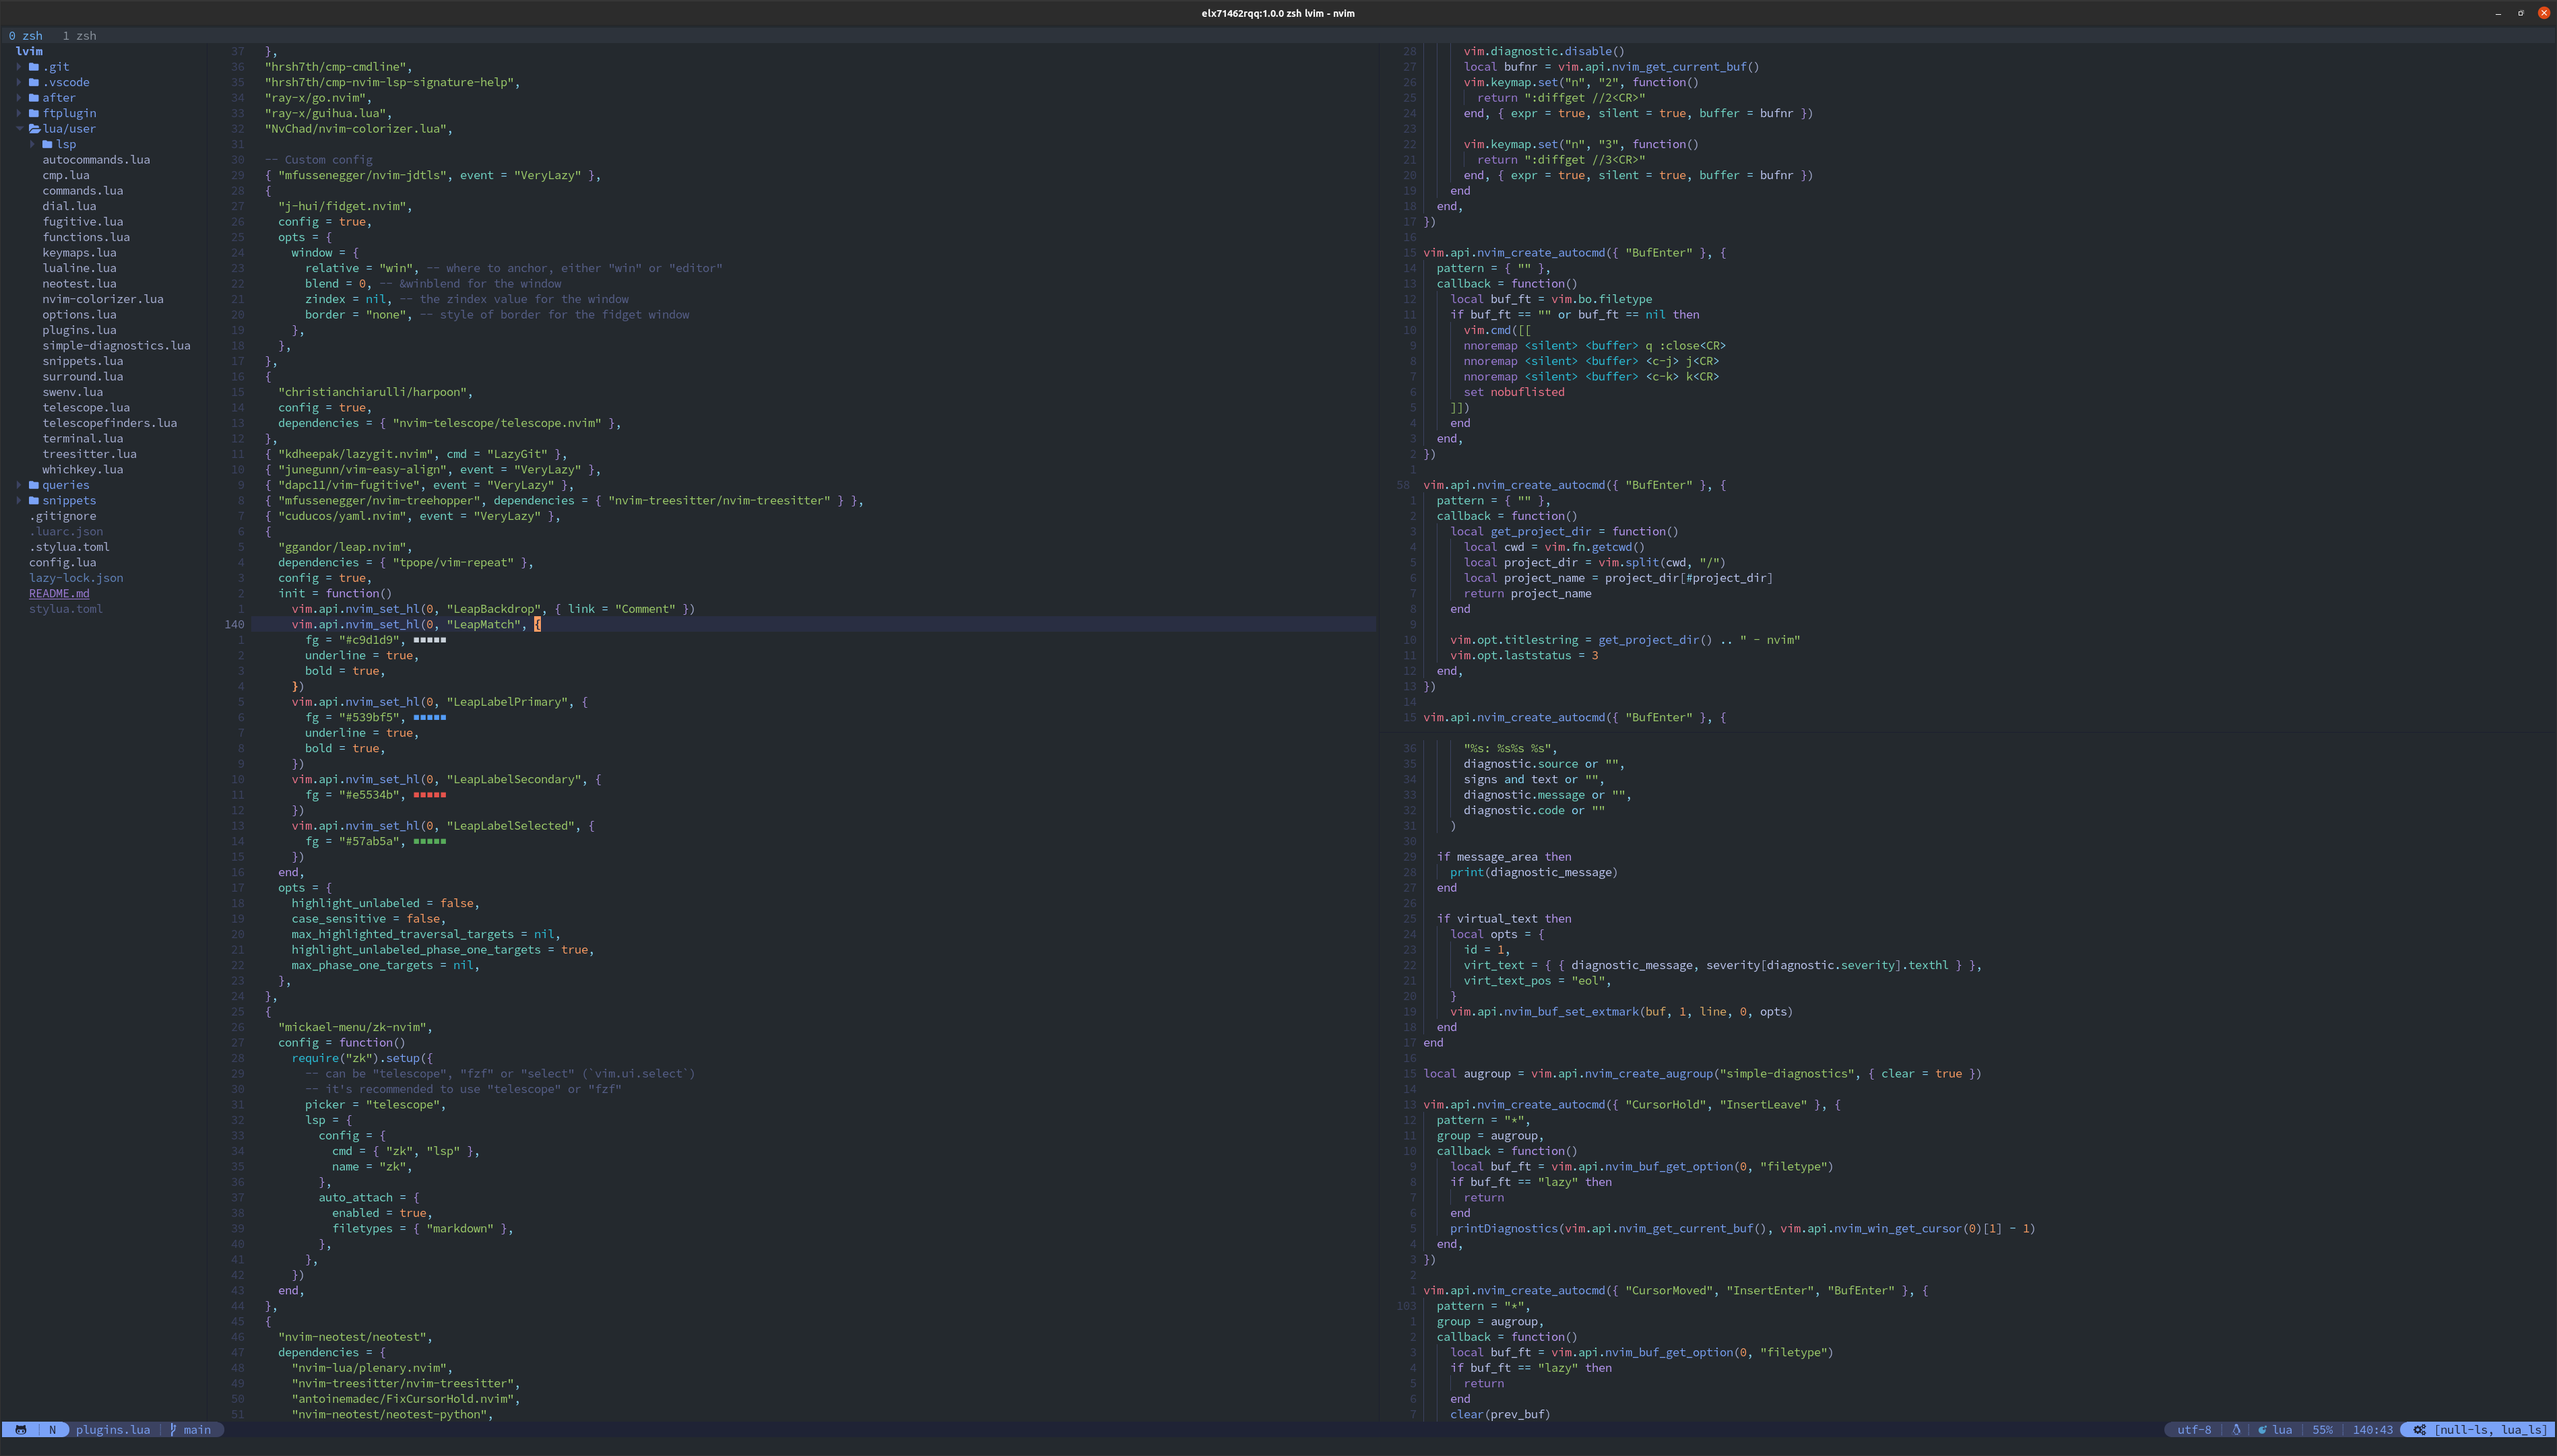 elx71462rqq:1.0.0 zsh lvim - nvim
0 zsh 1 zsh
lvim
.git
.vscode
after
ftplugin
lua/user
lsp
autocommands.lua
cmp.lua
commands.lua
dial.lua
fugitive.lua
functions.lua
keymaps.lua
lualine.lua
neotest.lua
nvim-colorizer.lua
options.lua
plugins.lua
simple-diagnostics.lua
snippets.lua
surround.lua
swenv.lua
telescope.lua
telescopefinders.lua
terminal.lua
treesitter.lua
whichkey.lua
queries
snippets
.gitignore
.luarc.json
.stylua.toml
config.lua
lazy-lock.json
README.md
stylua.toml
37 },
36 "hrsh7th/cmp-cmdline",
35 "hrsh7th/cmp-nvim-lsp-signature-help",
34 "ray-x/go.nvim",
33 "ray-x/guihua.lua",
32 "NvChad/nvim-colorizer.lua",
31
30 -- Custom config
29 { "mfussenegger/nvim-jdtls", event = "VeryLazy" },
28 {
27 "j-hui/fidget.nvim",
26 config = true,
25 opts = {
24 window = {
23 relative = "win", -- where to anchor, either "win" or "editor"
22 blend = 0, -- &winblend for the window
21 zindex = nil, -- the zindex value for the window
20 border = "none", -- style of border for the fidget window
19 },
18 },
17 },
16 {
15 "christianchiarulli/harpoon",
14 config = true,
13 dependencies = { "nvim-telescope/telescope.nvim" },
12 },
11 { "kdheepak/lazygit.nvim", cmd = "LazyGit" },
10 { "junegunn/vim-easy-align", event = "VeryLazy" },
9 { "dapc11/vim-fugitive", event = "VeryLazy" },
8 { "mfussenegger/nvim-treehopper", dependencies = { "nvim-treesitter/nvim-treesitter" } },
7 { "cuducos/yaml.nvim", event = "VeryLazy" },
6 {
5 "ggandor/leap.nvim",
4 dependencies = { "tpope/vim-repeat" },
3 config = true,
2 init = function()
1 vim.api.nvim_set_hl(0, "LeapBackdrop", { link = "Comment" })
140 vim.api.nvim_set_hl(0, "LeapMatch", {
1 fg = "#c9d1d9", ■■■■■
2 underline = true,
3 bold = true,
4 })
5 vim.api.nvim_set_hl(0, "LeapLabelPrimary", {
6 fg = "#539bf5", ■■■■■
7 underline = true,
8 bold = true,
9 })
10 vim.api.nvim_set_hl(0, "LeapLabelSecondary", {
11 fg = "#e5534b", ■■■■■
12 })
13 vim.api.nvim_set_hl(0, "LeapLabelSelected", {
14 fg = "#57ab5a", ■■■■■
15 })
16 end,
17 opts = {
18 highlight_unlabeled = false,
19 case_sensitive = false,
20 max_highlighted_traversal_targets = nil,
21 highlight_unlabeled_phase_one_targets = true,
22 max_phase_one_targets = nil,
23 },
24 },
25 {
26 "mickael-menu/zk-nvim",
27 config = function()
28 require("zk").setup({
29 -- can be "telescope", "fzf" or "select" (`vim.ui.select`)
30 -- it's recommended to use "telescope" or "fzf"
31 picker = "telescope",
32 lsp = {
33 config = {
34 cmd = { "zk", "lsp" },
35 name = "zk",
36 },
37 auto_attach = {
38 enabled = true,
39 filetypes = { "markdown" },
40 },
41 },
42 })
43 end,
44 },
45 {
46 "nvim-neotest/neotest",
47 dependencies = {
48 "nvim-lua/plenary.nvim",
49 "nvim-treesitter/nvim-treesitter",
50 "antoinemadec/FixCursorHold.nvim",
51 "nvim-neotest/neotest-python",
28 vim.diagnostic.disable()
27 local bufnr = vim.api.nvim_get_current_buf()
26 vim.keymap.set("n", "2", function()
25 return ":diffget //2<CR>"
24 end, { expr = true, silent = true, buffer = bufnr })
23
22 vim.keymap.set("n", "3", function()
21 return ":diffget //3<CR>"
20 end, { expr = true, silent = true, buffer = bufnr })
19 end
18 end,
17 })
16
15 vim.api.nvim_create_autocmd({ "BufEnter" }, {
14 pattern = { "" },
13 callback = function()
12 local buf_ft = vim.bo.filetype
11 if buf_ft == "" or buf_ft == nil then
10 vim.cmd([[
9 nnoremap <silent> <buffer> q :close<CR>
8 nnoremap <silent> <buffer> <c-j> j<CR>
7 nnoremap <silent> <buffer> <c-k> k<CR>
6 set nobuflisted
5 ]])
4 end
3 end,
2 })
1
58 vim.api.nvim_create_autocmd({ "BufEnter" }, {
1 pattern = { "" },
2 callback = function()
3 local get_project_dir = function()
4 local cwd = vim.fn.getcwd()
5 local project_dir = vim.split(cwd, "/")
6 local project_name = project_dir[#project_dir]
7 return project_name
8 end
9
10 vim.opt.titlestring = get_project_dir() .. " - nvim"
11 vim.opt.laststatus = 3
12 end,
13 })
14
15 vim.api.nvim_create_autocmd({ "BufEnter" }, {
36 "%s: %s%s %s",
35 diagnostic.source or "",
34 signs and text or "",
33 diagnostic.message or "",
32 diagnostic.code or ""
31 )
30
29 if message_area then
28 print(diagnostic_message)
27 end
26
25 if virtual_text then
24 local opts = {
23 id = 1,
22 virt_text = { { diagnostic_message, severity[diagnostic.severity].texthl } },
21 virt_text_pos = "eol",
20 }
19 vim.api.nvim_buf_set_extmark(buf, 1, line, 0, opts)
18 end
17 end
16
15 local augroup = vim.api.nvim_create_augroup("simple-diagnostics", { clear = true })
14
13 vim.api.nvim_create_autocmd({ "CursorHold", "InsertLeave" }, {
12 pattern = "*",
11 group = augroup,
10 callback = function()
9 local buf_ft = vim.api.nvim_buf_get_option(0, "filetype")
8 if buf_ft == "lazy" then
7 return
6 end
5 printDiagnostics(vim.api.nvim_get_current_buf(), vim.api.nvim_win_get_cursor(0)[1] - 1)
4 end,
3 })
2
1 vim.api.nvim_create_autocmd({ "CursorMoved", "InsertEnter", "BufEnter" }, {
103 pattern = "*",
1 group = augroup,
2 callback = function()
3 local buf_ft = vim.api.nvim_buf_get_option(0, "filetype")
4 if buf_ft == "lazy" then
5 return
6 end
7 clear(prev_buf)
N plugins.lua main utf-8 lua 55% 140:43 [null-ls, lua_ls]